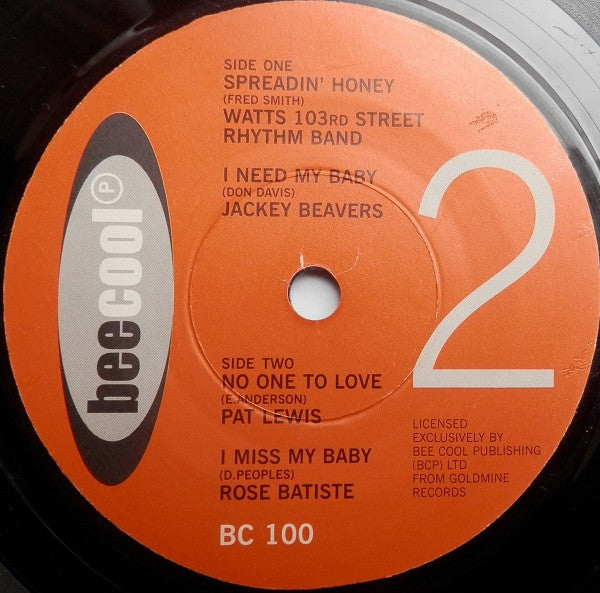 SIDE ONE
SPREADIN' HONEY
(FRED SMITH)
WATTS 103RD STREET
RHYTHM BAND
I NEED MY BABY
(DON DAVIS)
JACKEY BEAVERS
beecool P
2
SIDE TWO
NO ONE TO LOVE
(E.ANDERSON)
PAT LEWIS
I MISS MY BABY
(D.PEOPLES)
ROSE BATISTE
LICENSED
EXCLUSIVELY BY
BEE COOL PUBLISHING
(BCP) LTD
FROM GOLDMINE
RECORDS
BC 100